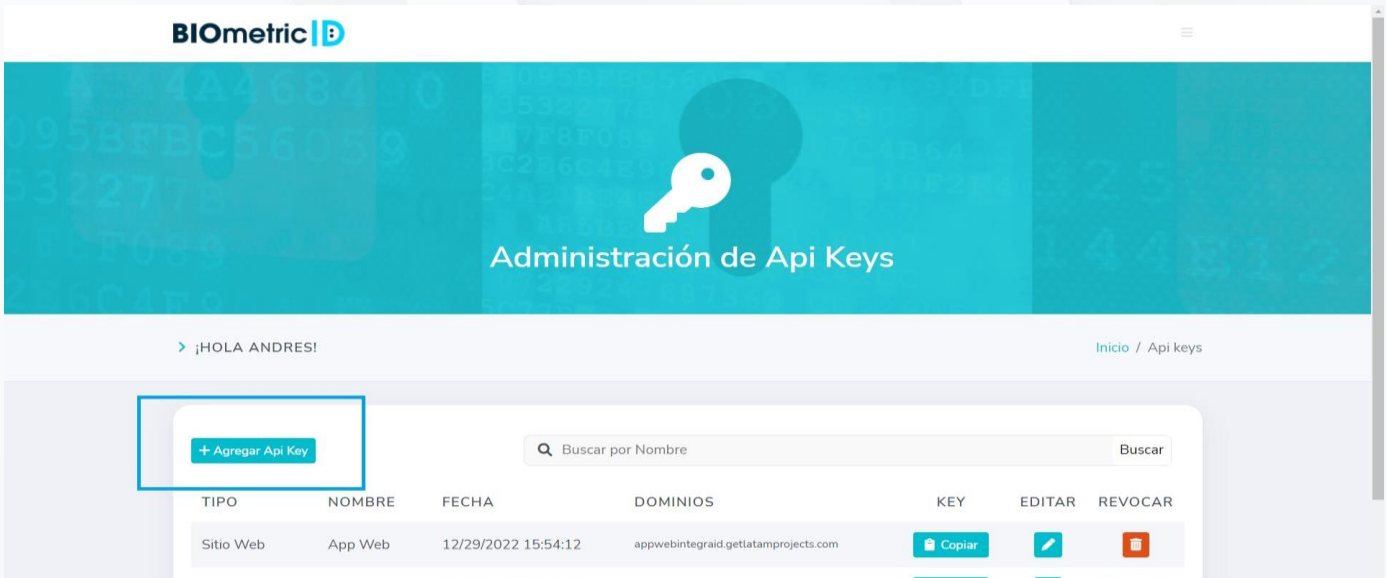 BIOmetric ID
Administración de Api Keys
¡HOLA ANDRES!
Inicio / Api keys
+ Agregar Api Key
Buscar por Nombre
Buscar
TIPO NOMBRE FECHA DOMINIOS KEY EDITAR REVOCAR
Sitio Web App Web 12/29/2022 15:54:12 appwebintegraid.getlatamprojects.com Copiar